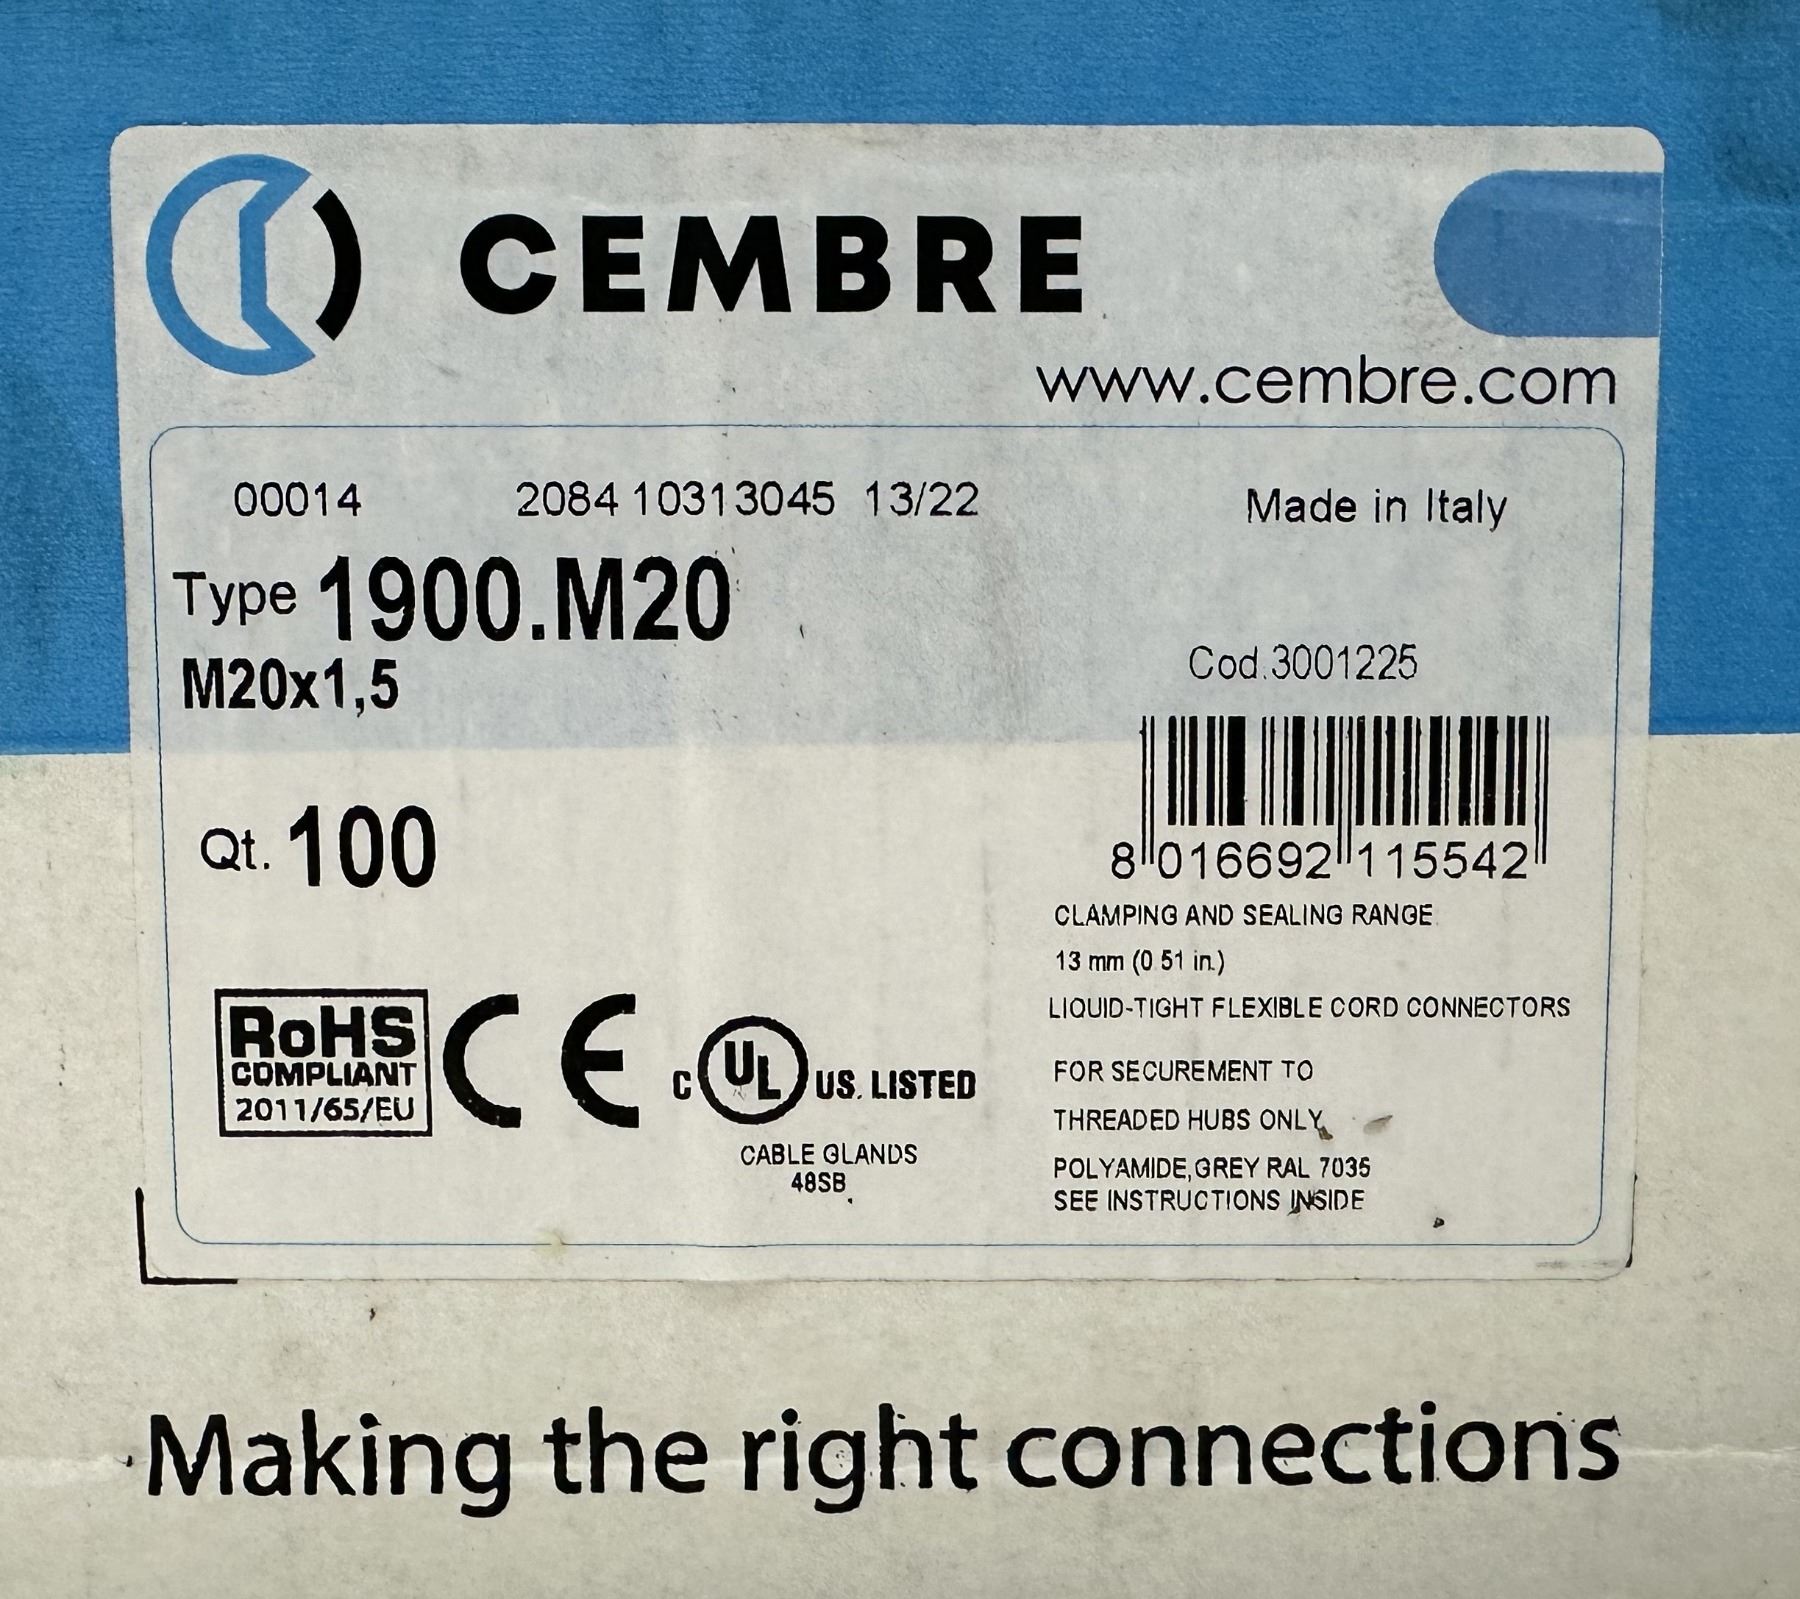 CEMBRE
www.cembre.com
00014 2084 10313045 13/22 Made in Italy
Type 1900.M20
M20x1,5
Cod.3001225
Qt. 100
8 016692 115542
CLAMPING AND SEALING RANGE
13 mm (0.51 in.)
LIQUID-TIGHT FLEXIBLE CORD CONNECTORS
FOR SECUREMENT TO
THREADED HUBS ONLY
POLYAMIDE,GREY RAL 7035
SEE INSTRUCTIONS INSIDE
RoHS
COMPLIANT
2011/65/EU
CE
C UL US. LISTED
CABLE GLANDS
48SB
Making the right connections